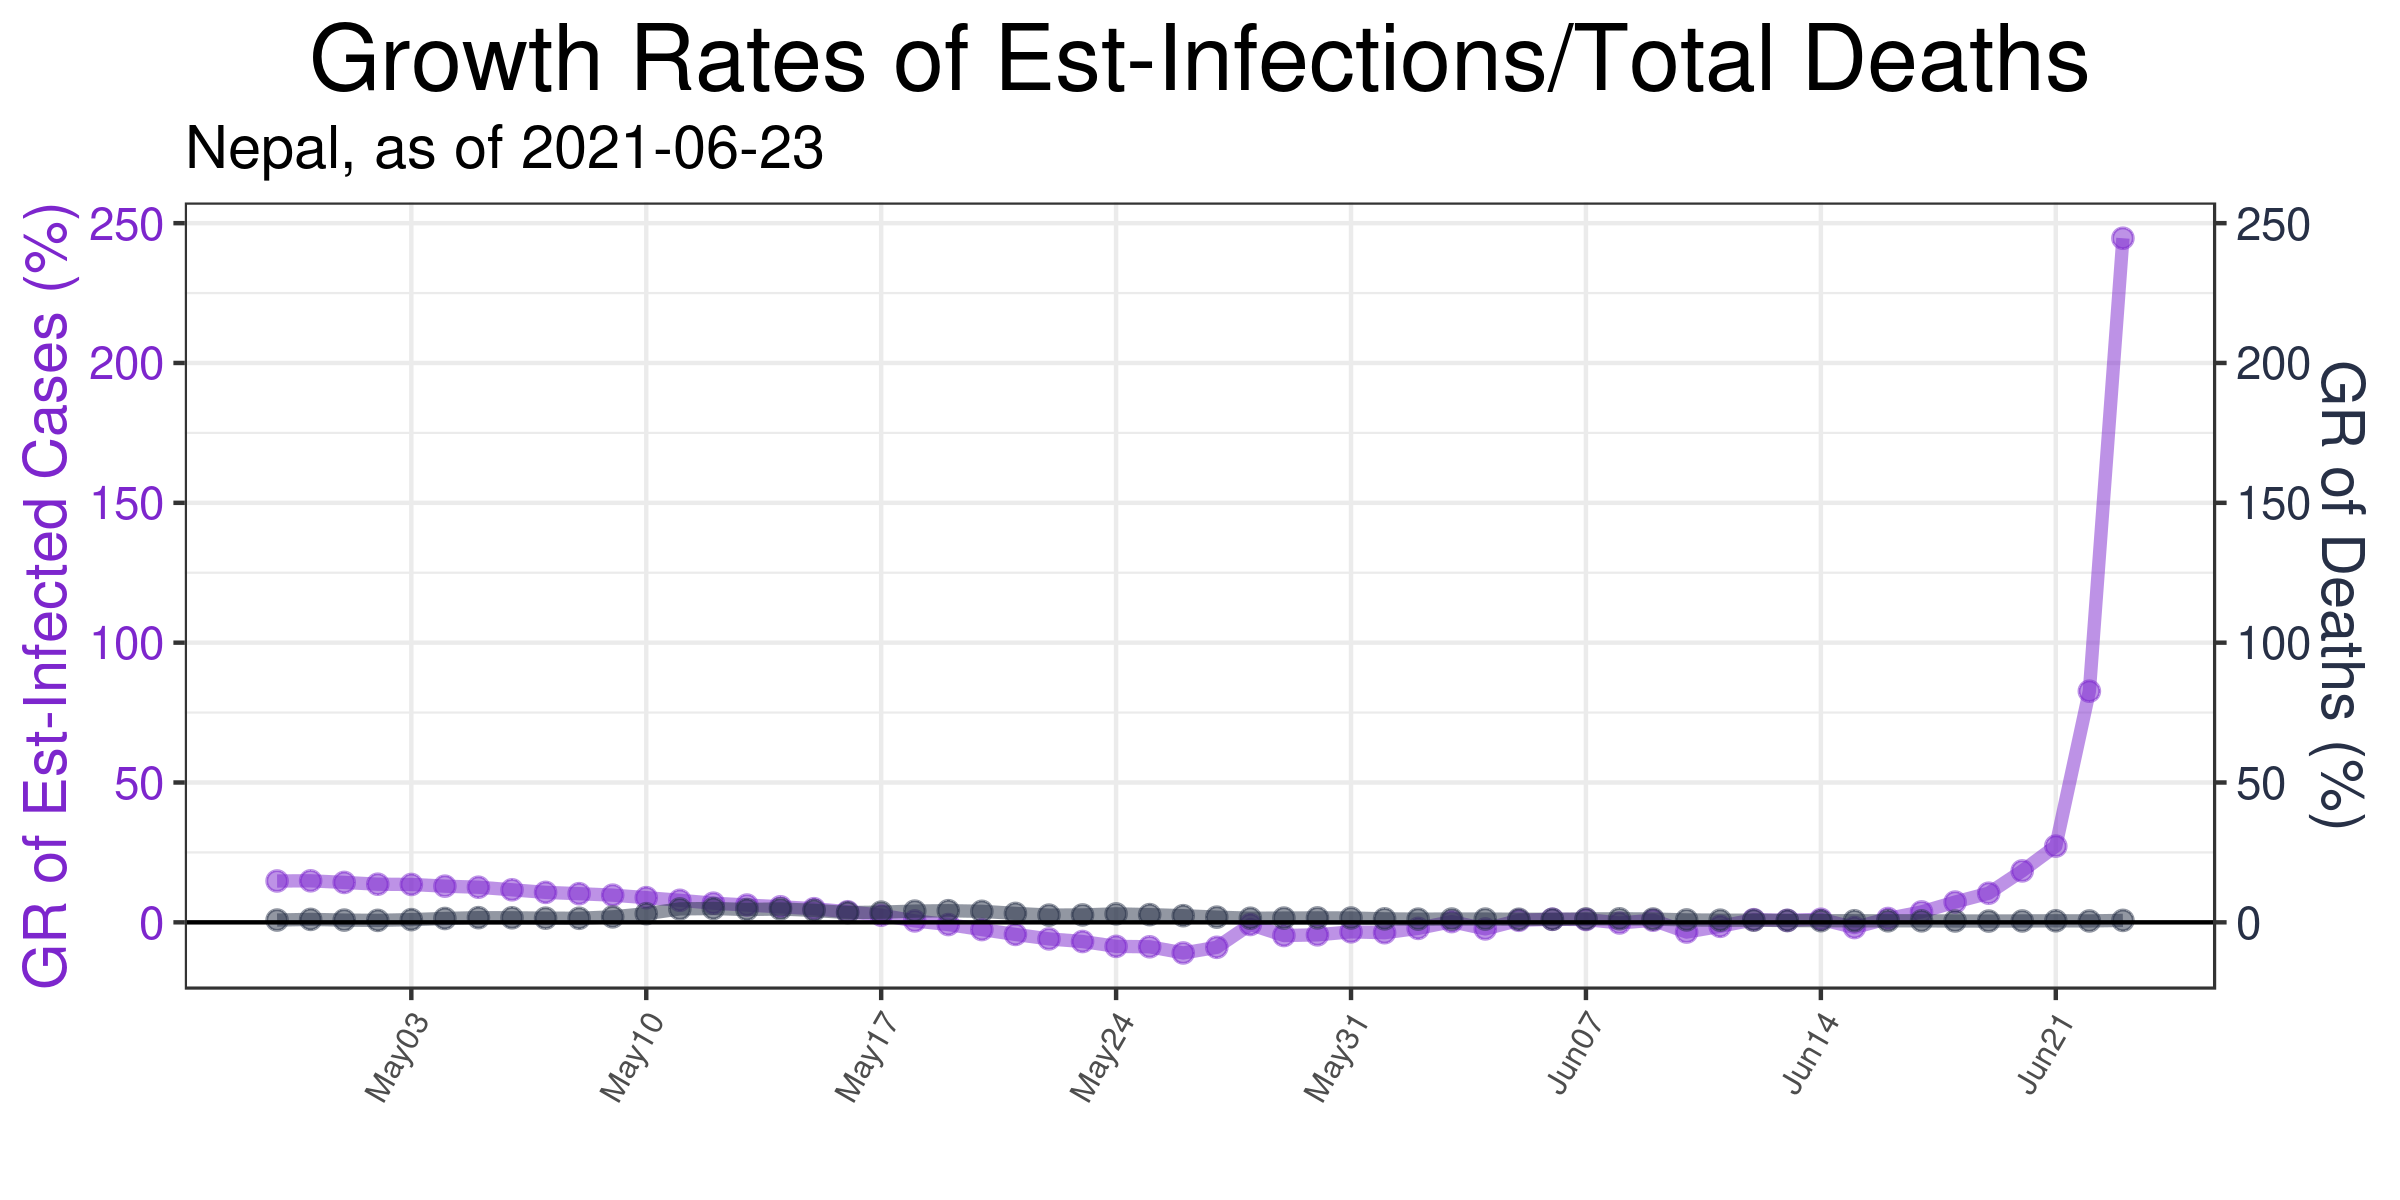 Growth Rates of Est-Infections/Total Deaths
Nepal, as of 2021-06-23
GR of Est-Infected Cases (%)
250
200
150
100
50
0
250
200
150
100
50
0
GR of Deaths (%)
May03
May10
May17
May24
May31
Jun07
Jun14
Jun21